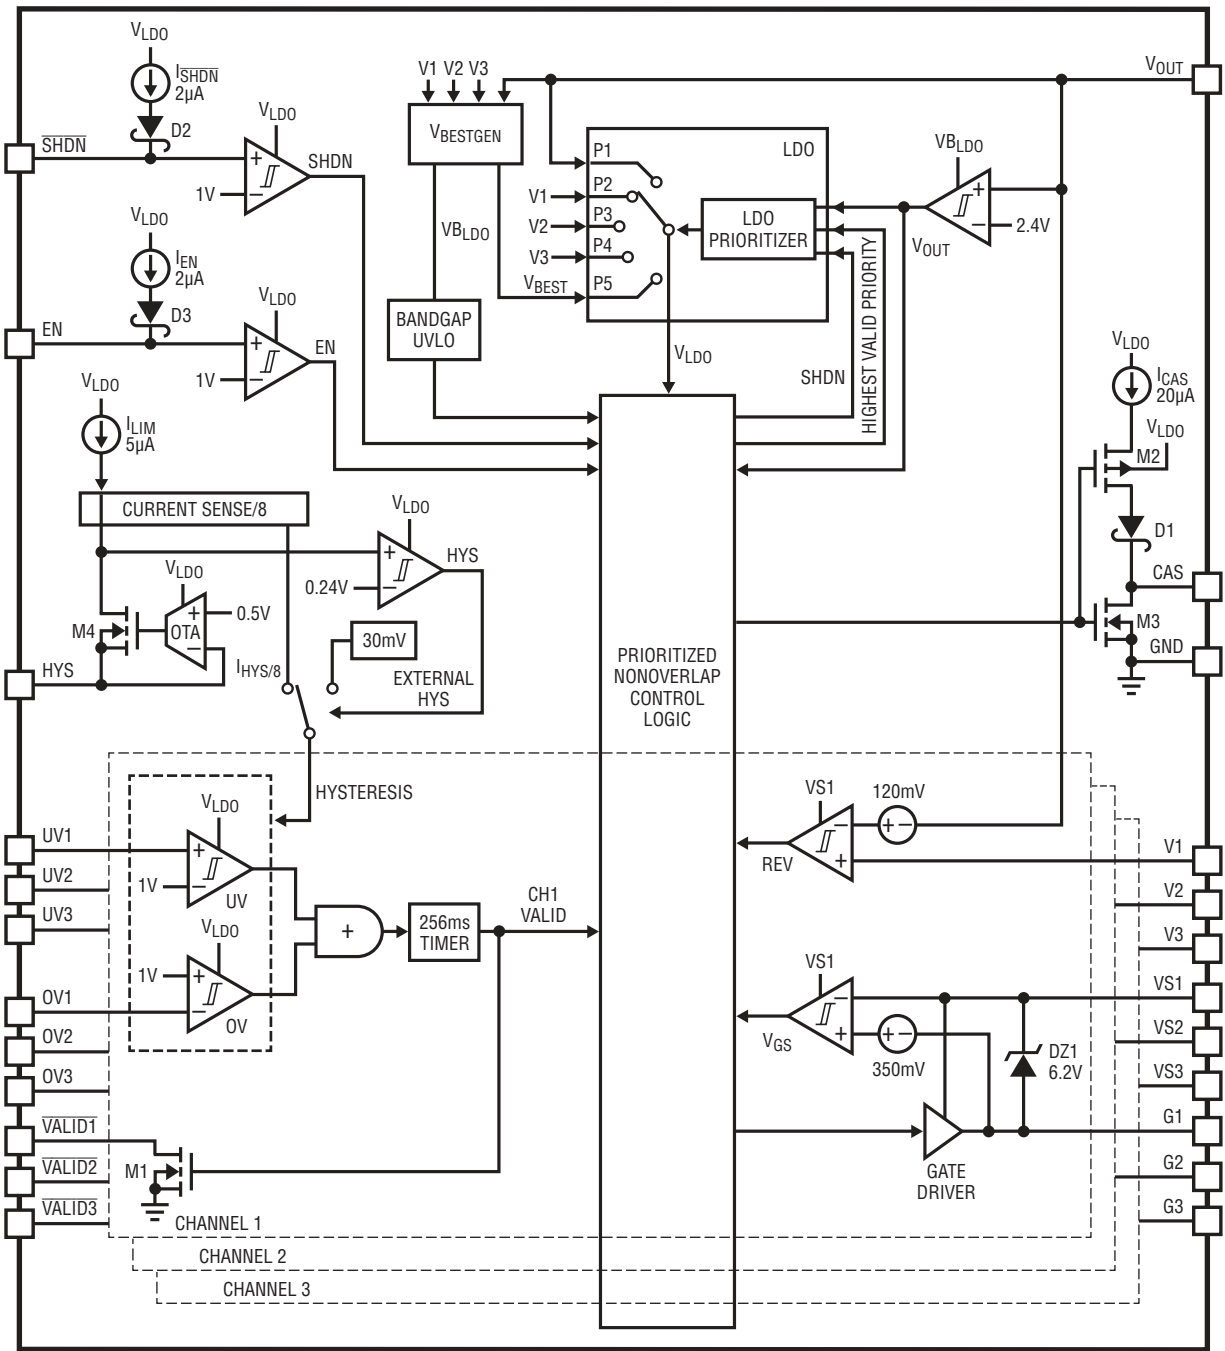 VLDO
ISHDN
2µA
D2
SHDN
VLDO
SHDN
1V
VLDO
IEN
2µA
D3
EN
VLDO
EN
1V
VLDO
ILIM
5µA
CURRENT SENSE/8
VLDO
HYS
0.24V
VLDO
0.5V
OTA
M4
HYS
IHYS/8
30mV
EXTERNAL
HYS
V1 V2 V3
VBESTGEN
VBLDO
BANDGAP
UVLO
VBEST
P1
P2
P3
P4
P5
V1
V2
V3
LDO
LDO
PRIORITIZER
VLDO
SHDN
HIGHEST VALID PRIORITY
VOUT
VBLDO
2.4V
VOUT
VLDO
ICAS
20µA
VLDO
M2
D1
CAS
M3
GND
PRIORITIZED
NONOVERLAP
CONTROL
LOGIC
HYSTERESIS
UV1
UV2
UV3
VLDO
1V
UV
VLDO
1V
OV
OV1
OV2
OV3
256ms
TIMER
CH1
VALID
VALID1
VALID2
VALID3
M1
CHANNEL 1
CHANNEL 2
CHANNEL 3
VS1
120mV
REV
VS1
VGS
350mV
DZ1
6.2V
GATE
DRIVER
V1
V2
V3
VS1
VS2
VS3
G1
G2
G3